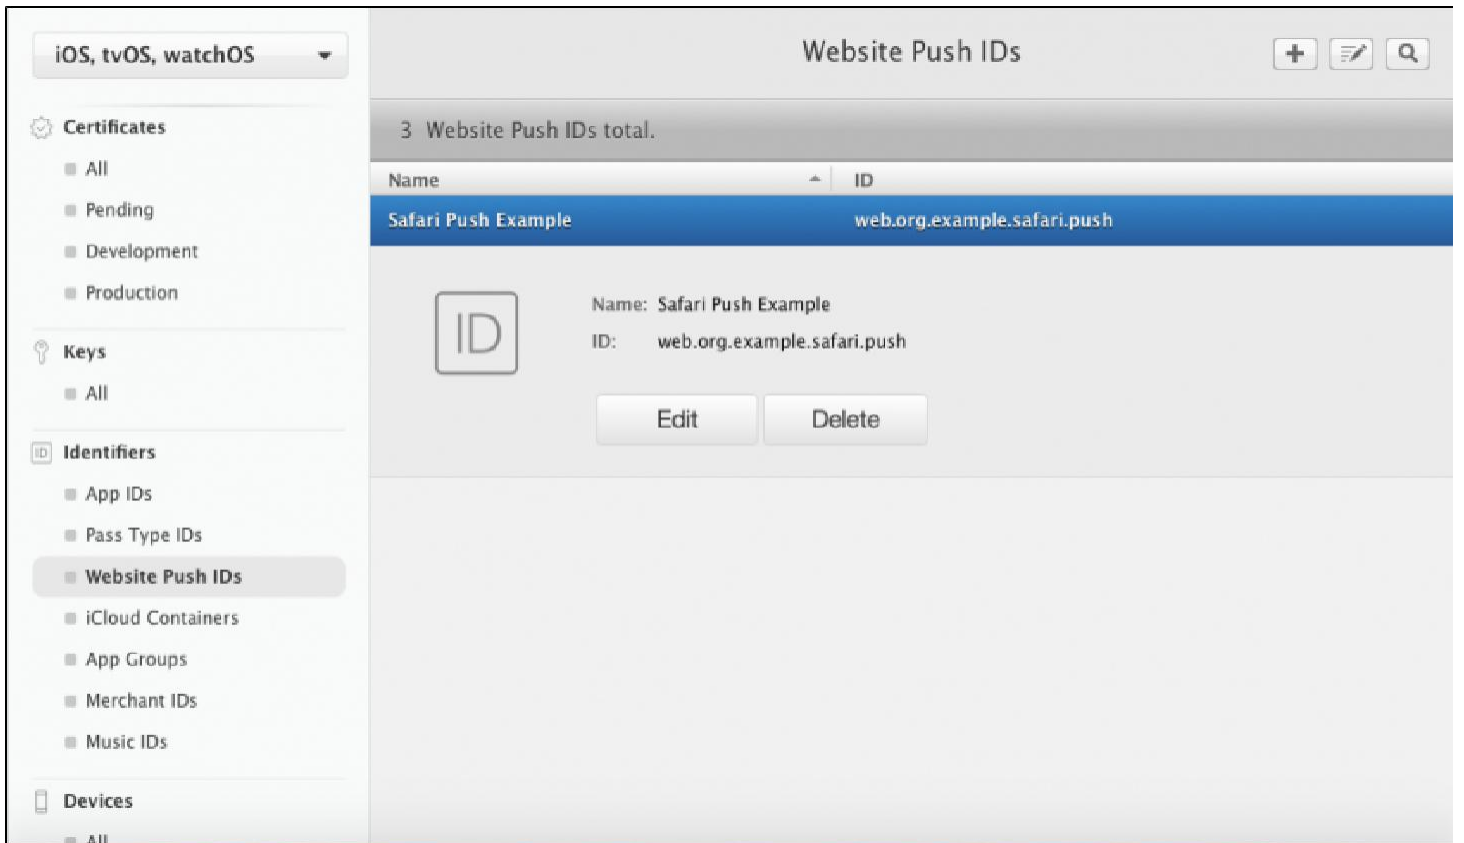 iOS, tvOS, watchOS
Certificates
All
Pending
Development
Production
Keys
All
ID Identifiers
App IDs
Pass Type IDs
Website Push IDs
iCloud Containers
App Groups
Merchant IDs
Music IDs
Devices
All
Website Push IDs
3 Website Push IDs total.
Name ID
Safari Push Example web.org.example.safari.push
ID
Name: Safari Push Example
ID: web.org.example.safari.push
Edit Delete